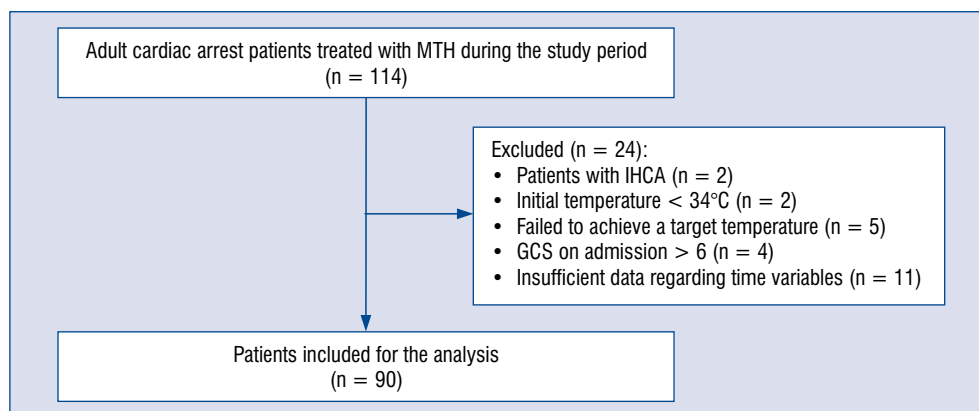 Adult cardiac arrest patients treated with MTH during the study period
(n = 114)
Excluded (n = 24):
• Patients with IHCA (n = 2)
• Initial temperature < 34°C (n = 2)
• Failed to achieve a target temperature (n = 5)
• GCS on admission > 6 (n = 4)
• Insufficient data regarding time variables (n = 11)
Patients included for the analysis
(n = 90)